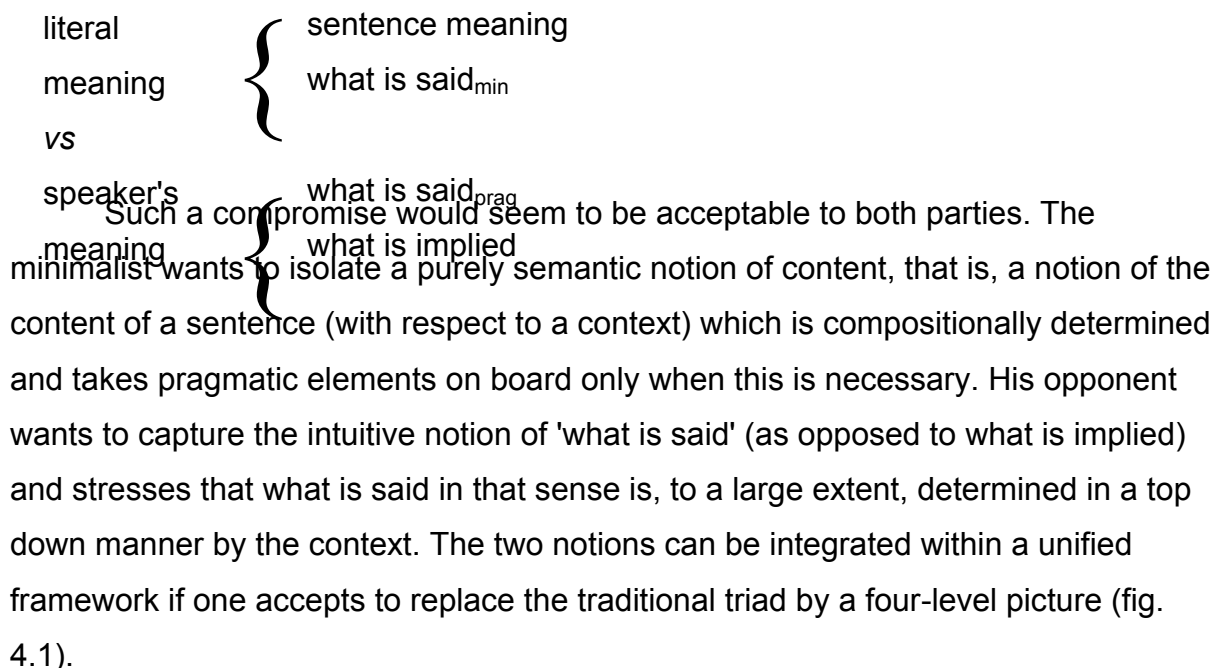 literal sentence meaning
meaning what is said_min
vs
speaker's what is said_prag
Such a compromise would seem to be acceptable to both parties. The
meaning what is implied
minimalist wants to isolate a purely semantic notion of content, that is, a notion of the
content of a sentence (with respect to a context) which is compositionally determined
and takes pragmatic elements on board only when this is necessary. His opponent
wants to capture the intuitive notion of 'what is said' (as opposed to what is implied)
and stresses that what is said in that sense is, to a large extent, determined in a top
down manner by the context. The two notions can be integrated within a unified
framework if one accepts to replace the traditional triad by a four-level picture (fig.
4.1).